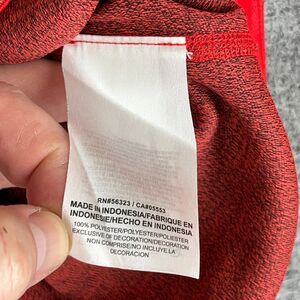 RN#56323 / CA#05553
MADE IN INDONESIA/FABRIQUE EN
INDONESIE/HECHO EN INDONESIA
100% POLYESTER/POLYESTER/POLIESTER
EXCLUSIVE OF DECORATION/DECORATION
NON COMPRISE/NO INCLUYE LA
DECORACION